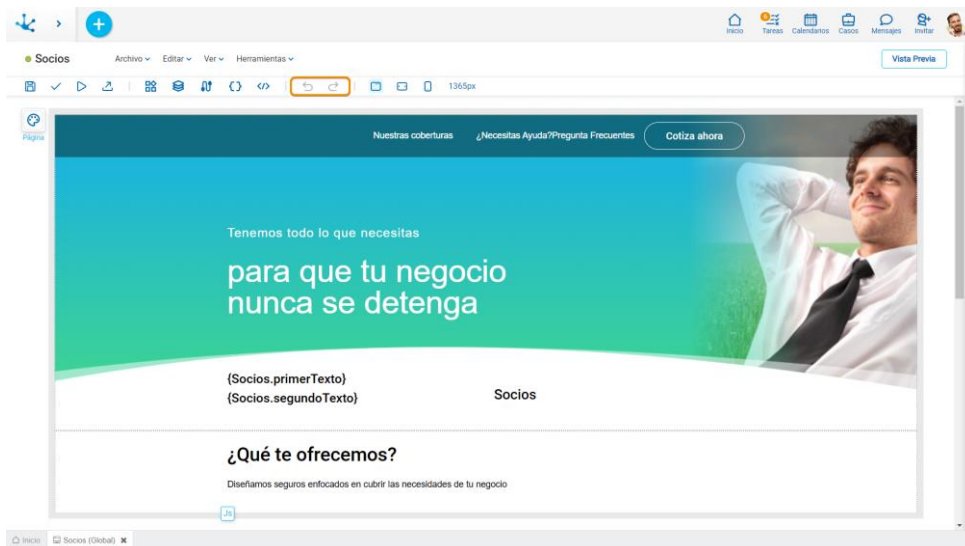 Inicio
6
Tareas
Calendarios
Casos
Mensajes
Invitar
Socios
Archivo
Editar
Ver
Herramientas
Vista Previa
1365px
Página
Nuestras coberturas
¿Necesitas Ayuda?Pregunta Frecuentes
Cotiza ahora
Tenemos todo lo que necesitas
para que tu negocio
nunca se detenga
{Socios.primerTexto}
{Socios.segundoTexto}
Socios
¿Qué te ofrecemos?
Diseñamos seguros enfocados en cubrir las necesidades de tu negocio
Js
Inicio
Socios (Global)